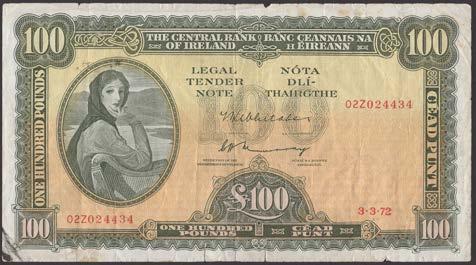 100
THE CENTRAL BANK BANC CEANNAIS NA
OF IRELAND H ÉIREANN
100
LEGAL NÓTA
TENDER DLÍ-
NOTE THAIRGTHE
02Z024434
ONE HUNDRED POUNDS
CÉAD PUNT
100
£100
02Z024434
3·3·72
100
ONE HUNDRED CÉAD
POUNDS PUNT
100